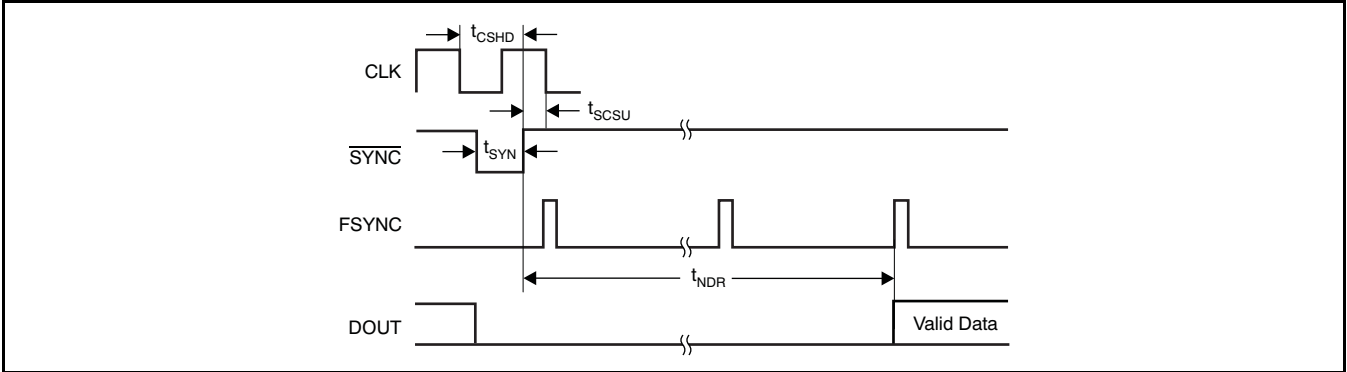 tCSHD
CLK
tSCSU
SYNC
tSYN
FSYNC
tNDR
DOUT
Valid Data